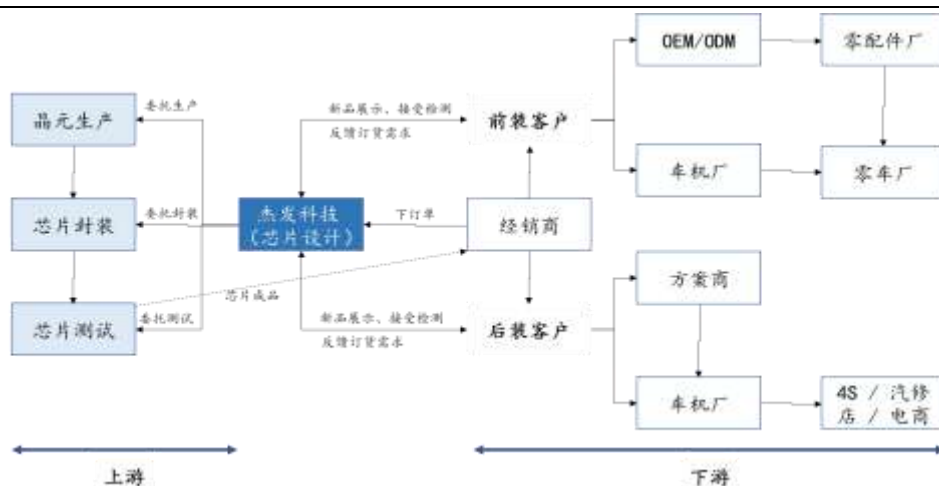 OEM/ODM
零配件厂
晶元生产
委托生产
新品展示、接受检测
反馈订货需求
前装客户
车机厂
零车厂
芯片封装
委托封装
杰发科技
(芯片设计)
下订单
经销商
方案商
芯片成品
芯片测试
委托测试
新品展示、接受检测
反馈订货需求
后装客户
车机厂
4S / 汽修
店 / 电商
上游
下游